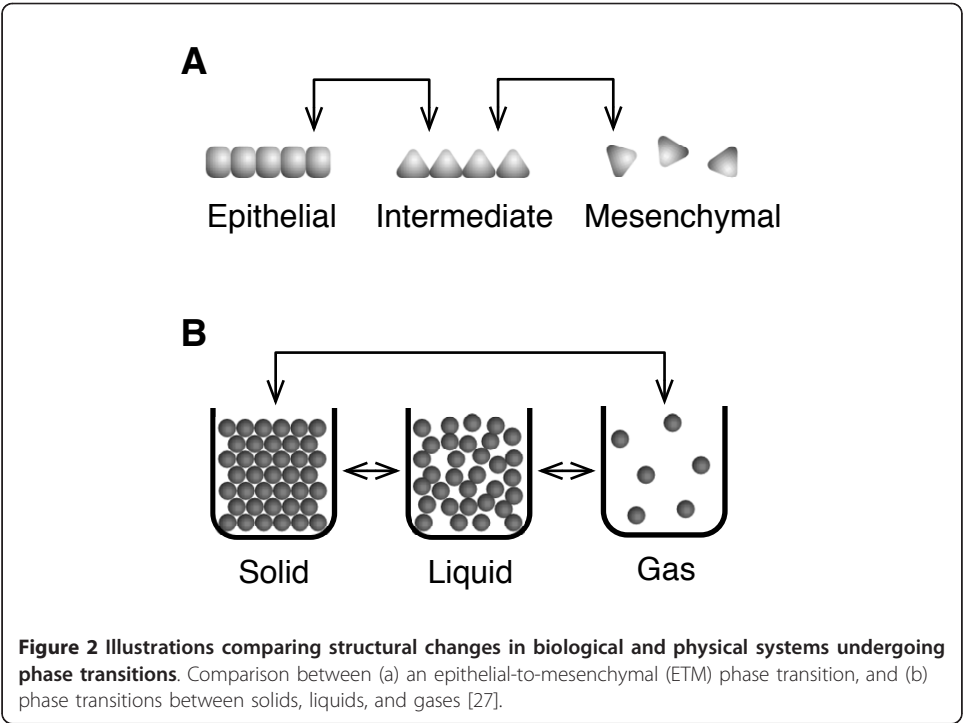 A
Epithelial Intermediate Mesenchymal
B
Solid Liquid Gas
Figure 2 Illustrations comparing structural changes in biological and physical systems undergoing
phase transitions. Comparison between (a) an epithelial-to-mesenchymal (ETM) phase transition, and (b)
phase transitions between solids, liquids, and gases [27].